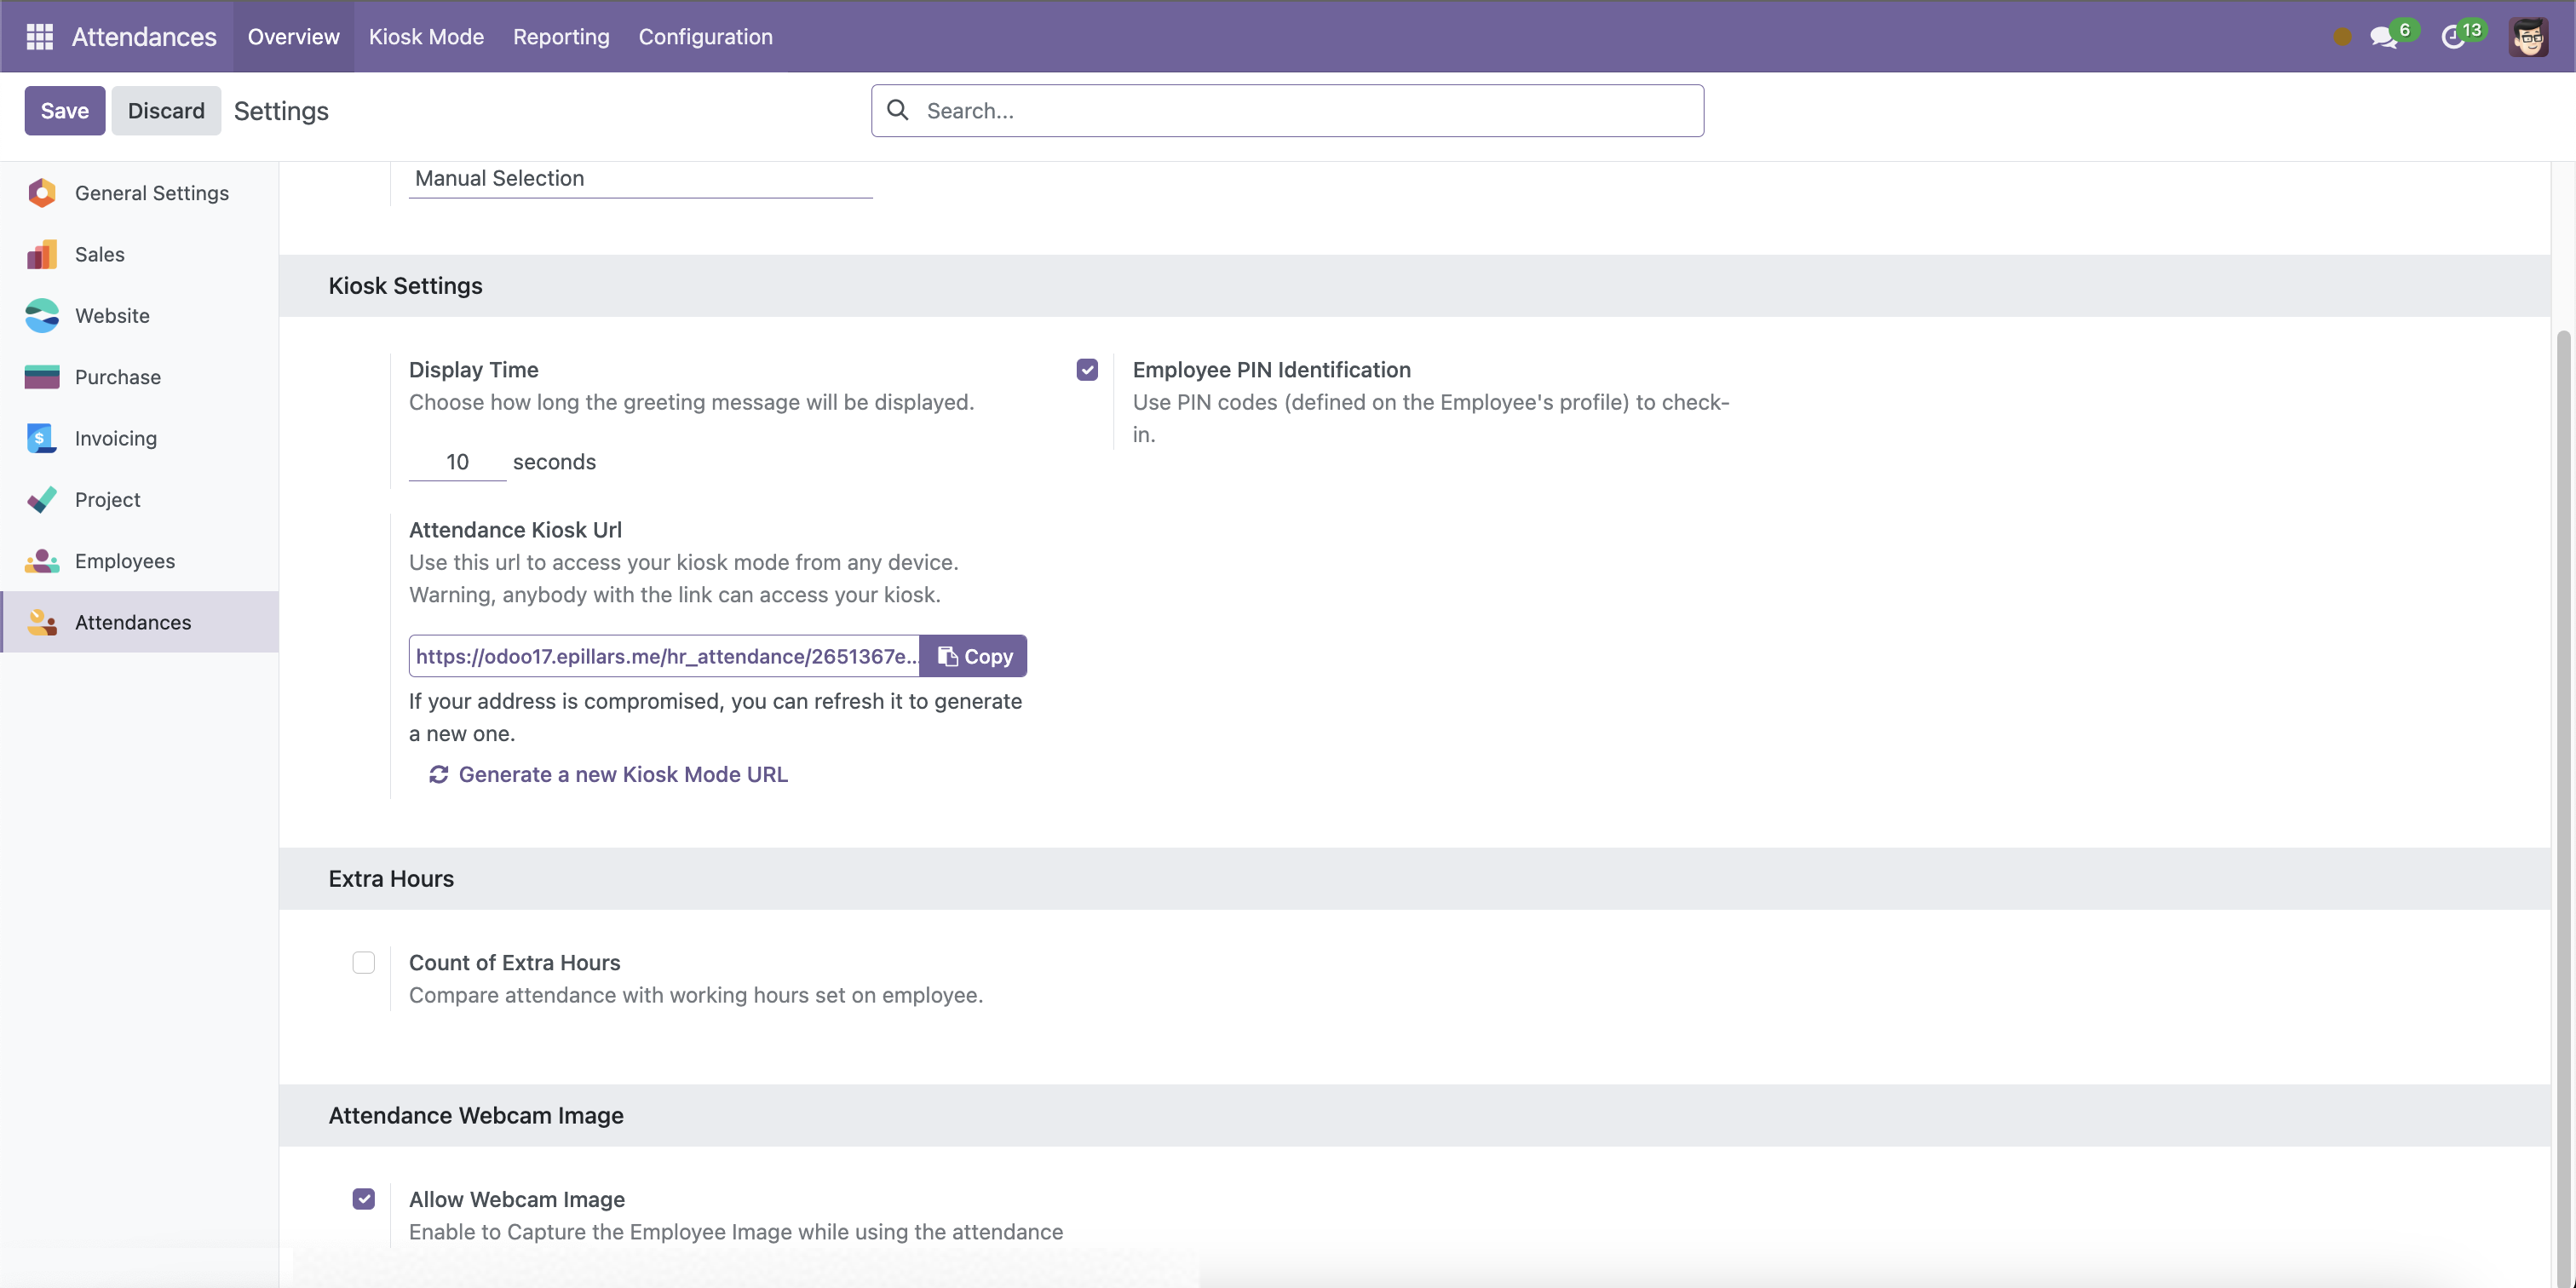 Attendances Overview Kiosk Mode Reporting Configuration 6 13
Save Discard Settings Search...
General Settings
Sales
Website
Purchase
$ Invoicing
Project
Employees
Attendances
Manual Selection
Kiosk Settings
Display Time
Choose how long the greeting message will be displayed.
10 seconds
Employee PIN Identification
Use PIN codes (defined on the Employee's profile) to check-
in.
Attendance Kiosk Url
Use this url to access your kiosk mode from any device.
Warning, anybody with the link can access your kiosk.
https://odoo17.epillars.me/hr_attendance/2651367e... Copy
If your address is compromised, you can refresh it to generate
a new one.
Generate a new Kiosk Mode URL
Extra Hours
Count of Extra Hours
Compare attendance with working hours set on employee.
Attendance Webcam Image
Allow Webcam Image
Enable to Capture the Employee Image while using the attendance